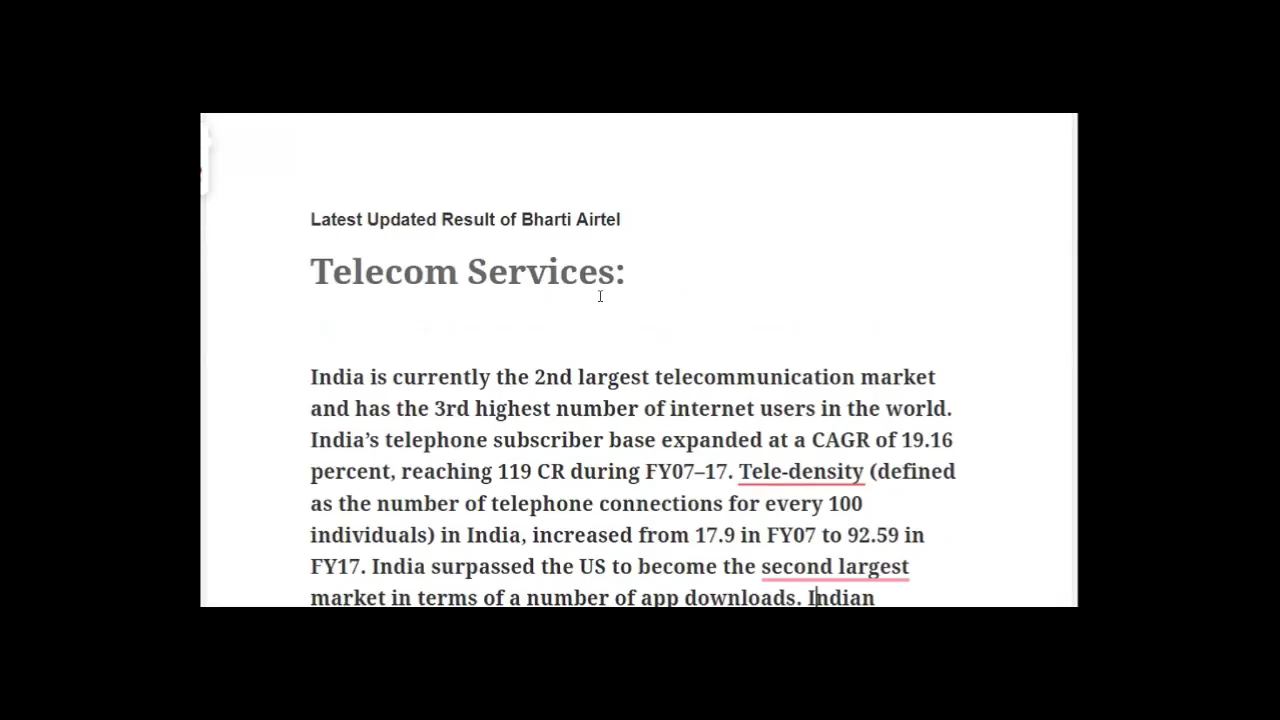 Latest Updated Result of Bharti Airtel
Telecom Services:
India is currently the 2nd largest telecommunication market
and has the 3rd highest number of internet users in the world.
India’s telephone subscriber base expanded at a CAGR of 19.16
percent, reaching 119 CR during FY07–17. Tele-density (defined
as the number of telephone connections for every 100
individuals) in India, increased from 17.9 in FY07 to 92.59 in
FY17. India surpassed the US to become the second largest
market in terms of a number of app downloads. Indian